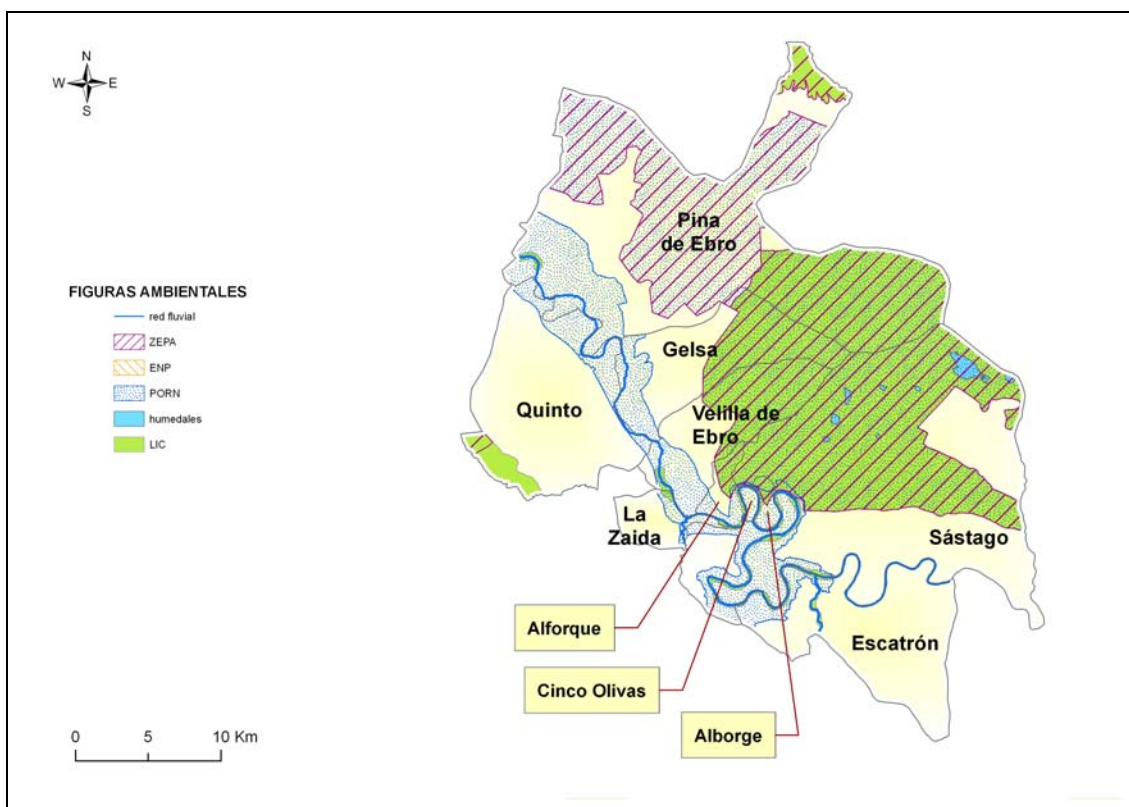 N
W E
S
FIGURAS AMBIENTALES
red fluvial
ZEPA
ENP
PORN
humedales
LIC
Pina
de Ebro
Gelsa
Quinto
Velilla de
Ebro
La
Zaida
Sástago
Escatrón
Alforque
Cinco Olivas
Alborge
0 5 10 Km